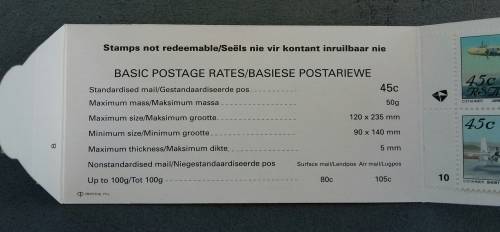 Stamps not redeemable/Seëls nie vir kontant inruilbaar nie
BASIC POSTAGE RATES/BASIESE POSTARIEWE
Standardised mail/Gestandaardiseerde pos 45c
Maximum mass/Maksimum massa 50g
Maximum size/Maksimum grootte 120 x 235 mm
Minimum size/Minimum grootte 90 x 140 mm
Maximum thickness/Maksimum dikte 5 mm
Nonstandardised mail/Niegestandaardiseerde pos Surface mail/Landpos Air mail/Lugpos
Up to 100g/Tot 100g 80c 105c
8
10
45c
RSA
45c